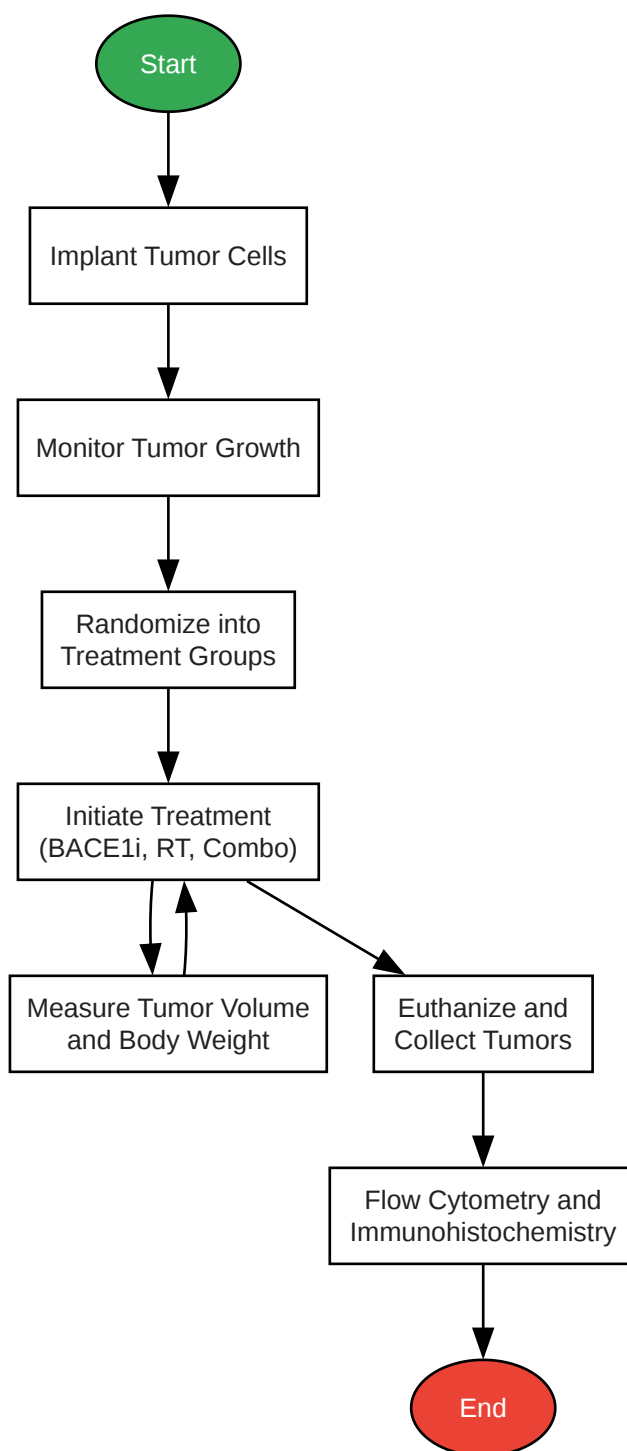 Start
Implant Tumor Cells
Monitor Tumor Growth
Randomize into
Treatment Groups
Initiate Treatment
(BACE1i, RT, Combo)
Measure Tumor Volume
and Body Weight
Euthanize and
Collect Tumors
Flow Cytometry and
Immunohistochemistry
End